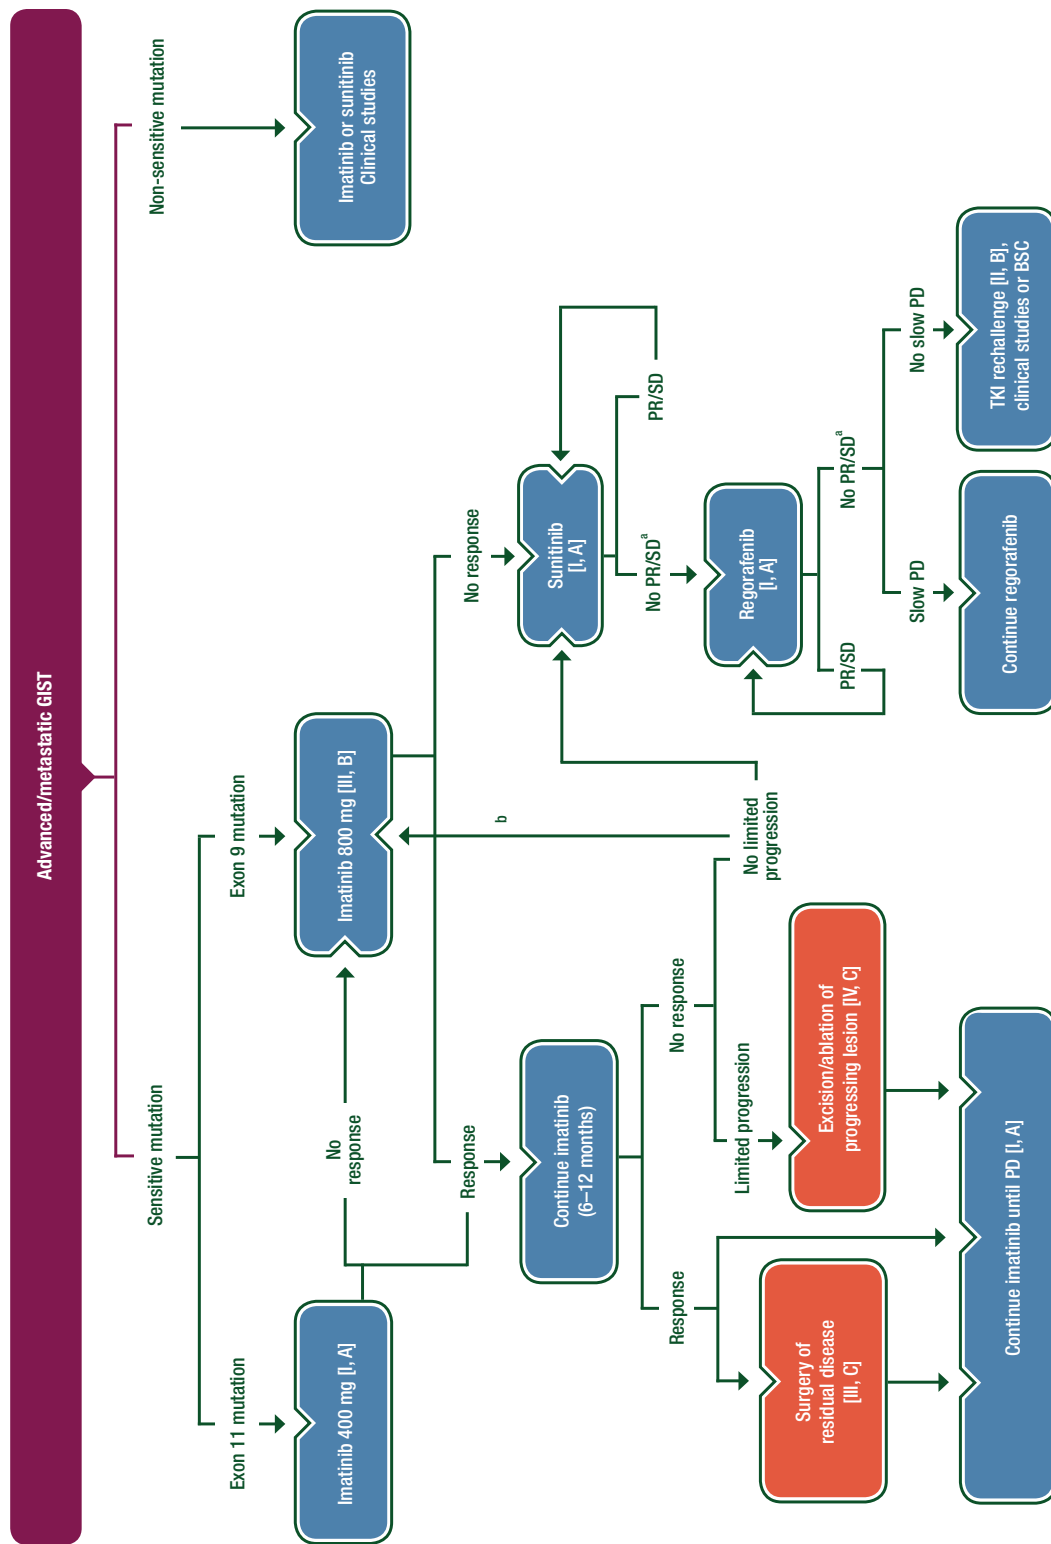 Advanced/metastatic GIST
Sensitive mutation
Non-sensitive mutation
Exon 11 mutation
Exon 9 mutation
Imatinib 400 mg [I, A]
Imatinib 800 mg [III, B]
Imatinib or sunitinib
Clinical studies
No
response
Response
No response
Continue imatinib
(6–12 months)
Sunitinib
[I, A]
b
Response
No response
No PR/SDa
PR/SD
Limited progression
No limited
progression
Regorafenib
[I, A]
Surgery of
residual disease
[III, C]
Excision/ablation of
progressing lesion [IV, C]
PR/SD
No PR/SDa
Slow PD
No slow PD
Continue imatinib until PD [I, A]
Continue regorafenib
TKI rechallenge [II, B],
clinical studies or BSC